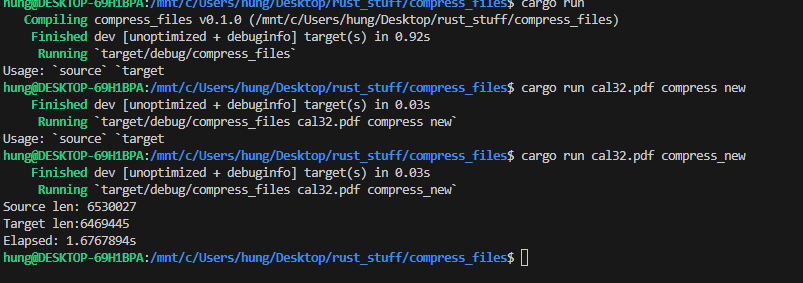 hung@DESKTOP-69H1BPA:/mnt/c/Users/hung/Desktop/rust_stuff/compress_files$ cargo run
   Compiling compress_files v0.1.0 (/mnt/c/Users/hung/Desktop/rust_stuff/compress_files)
    Finished dev [unoptimized + debuginfo] target(s) in 0.92s
     Running `target/debug/compress_files`
Usage: `source` `target
hung@DESKTOP-69H1BPA:/mnt/c/Users/hung/Desktop/rust_stuff/compress_files$ cargo run cal32.pdf compress new
    Finished dev [unoptimized + debuginfo] target(s) in 0.03s
     Running `target/debug/compress_files cal32.pdf compress new`
Usage: `source` `target
hung@DESKTOP-69H1BPA:/mnt/c/Users/hung/Desktop/rust_stuff/compress_files$ cargo run cal32.pdf compress_new
    Finished dev [unoptimized + debuginfo] target(s) in 0.03s
     Running `target/debug/compress_files cal32.pdf compress_new`
Source len: 6530027
Target len:6469445
Elapsed: 1.6767894s
hung@DESKTOP-69H1BPA:/mnt/c/Users/hung/Desktop/rust_stuff/compress_files$